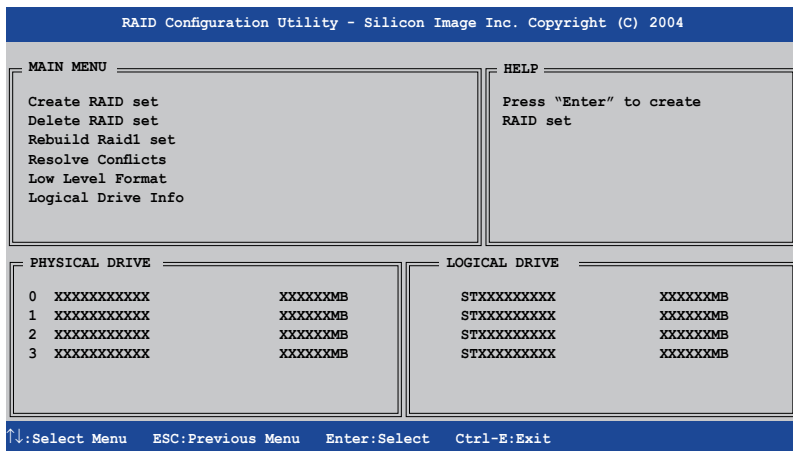 RAID Configuration Utility - Silicon Image Inc. Copyright (C) 2004
MAIN MENU
Create RAID set
Delete RAID set
Rebuild Raid1 set
Resolve Conflicts
Low Level Format
Logical Drive Info
HELP
Press “Enter” to create
RAID set
PHYSICAL DRIVE
0 XXXXXXXXXXX XXXXXXMB
1 XXXXXXXXXXX XXXXXXMB
2 XXXXXXXXXXX XXXXXXMB
3 XXXXXXXXXXX XXXXXXMB
LOGICAL DRIVE
STXXXXXXXXX XXXXXXMB
STXXXXXXXXX XXXXXXMB
STXXXXXXXXX XXXXXXMB
STXXXXXXXXX XXXXXXMB
↑↓:Select Menu ESC:Previous Menu Enter:Select Ctrl-E:Exit